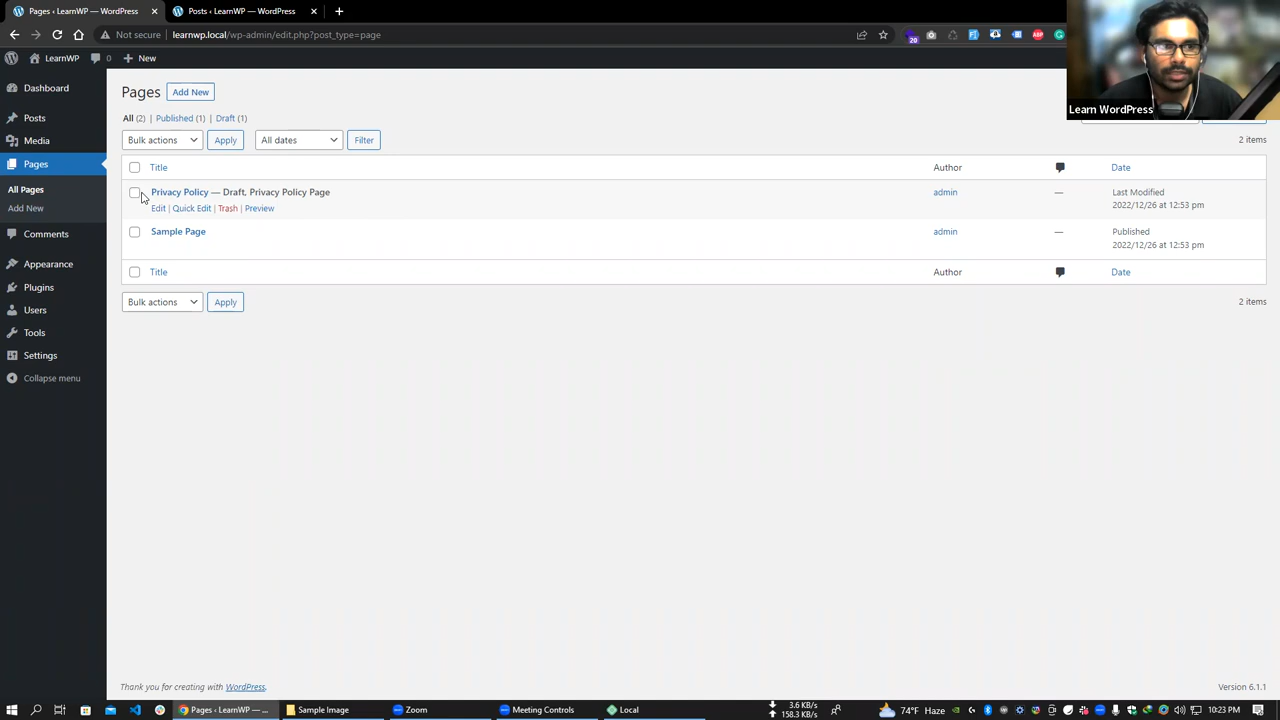 Pages ‹ LearnWP — WordPress
Posts ‹ LearnWP — WordPress
Not secure
learnwp.local/wp-admin/edit.php?post_type=page
20
ABP
LearnWP
0
New
Learn WordPress
Dashboard
Posts
Media
Pages
All Pages
Add New
Comments
Appearance
Plugins
Users
Tools
Settings
Collapse menu
Pages
Add New
All (2) | Published (1) | Draft (1)
Bulk actions
Apply
All dates
Filter
2 items
Title
Author
Date
Privacy Policy — Draft, Privacy Policy Page
Edit | Quick Edit | Trash | Preview
admin
—
Last Modified
2022/12/26 at 12:53 pm
Sample Page
admin
—
Published
2022/12/26 at 12:53 pm
Title
Author
Date
Bulk actions
Apply
2 items
Thank you for creating with WordPress.
Version 6.1.1
Pages ‹ LearnWP — ...
Sample Image
Zoom
Meeting Controls
Local
3.6 KB/s
158.3 KB/s
74°F Haze
10:23 PM